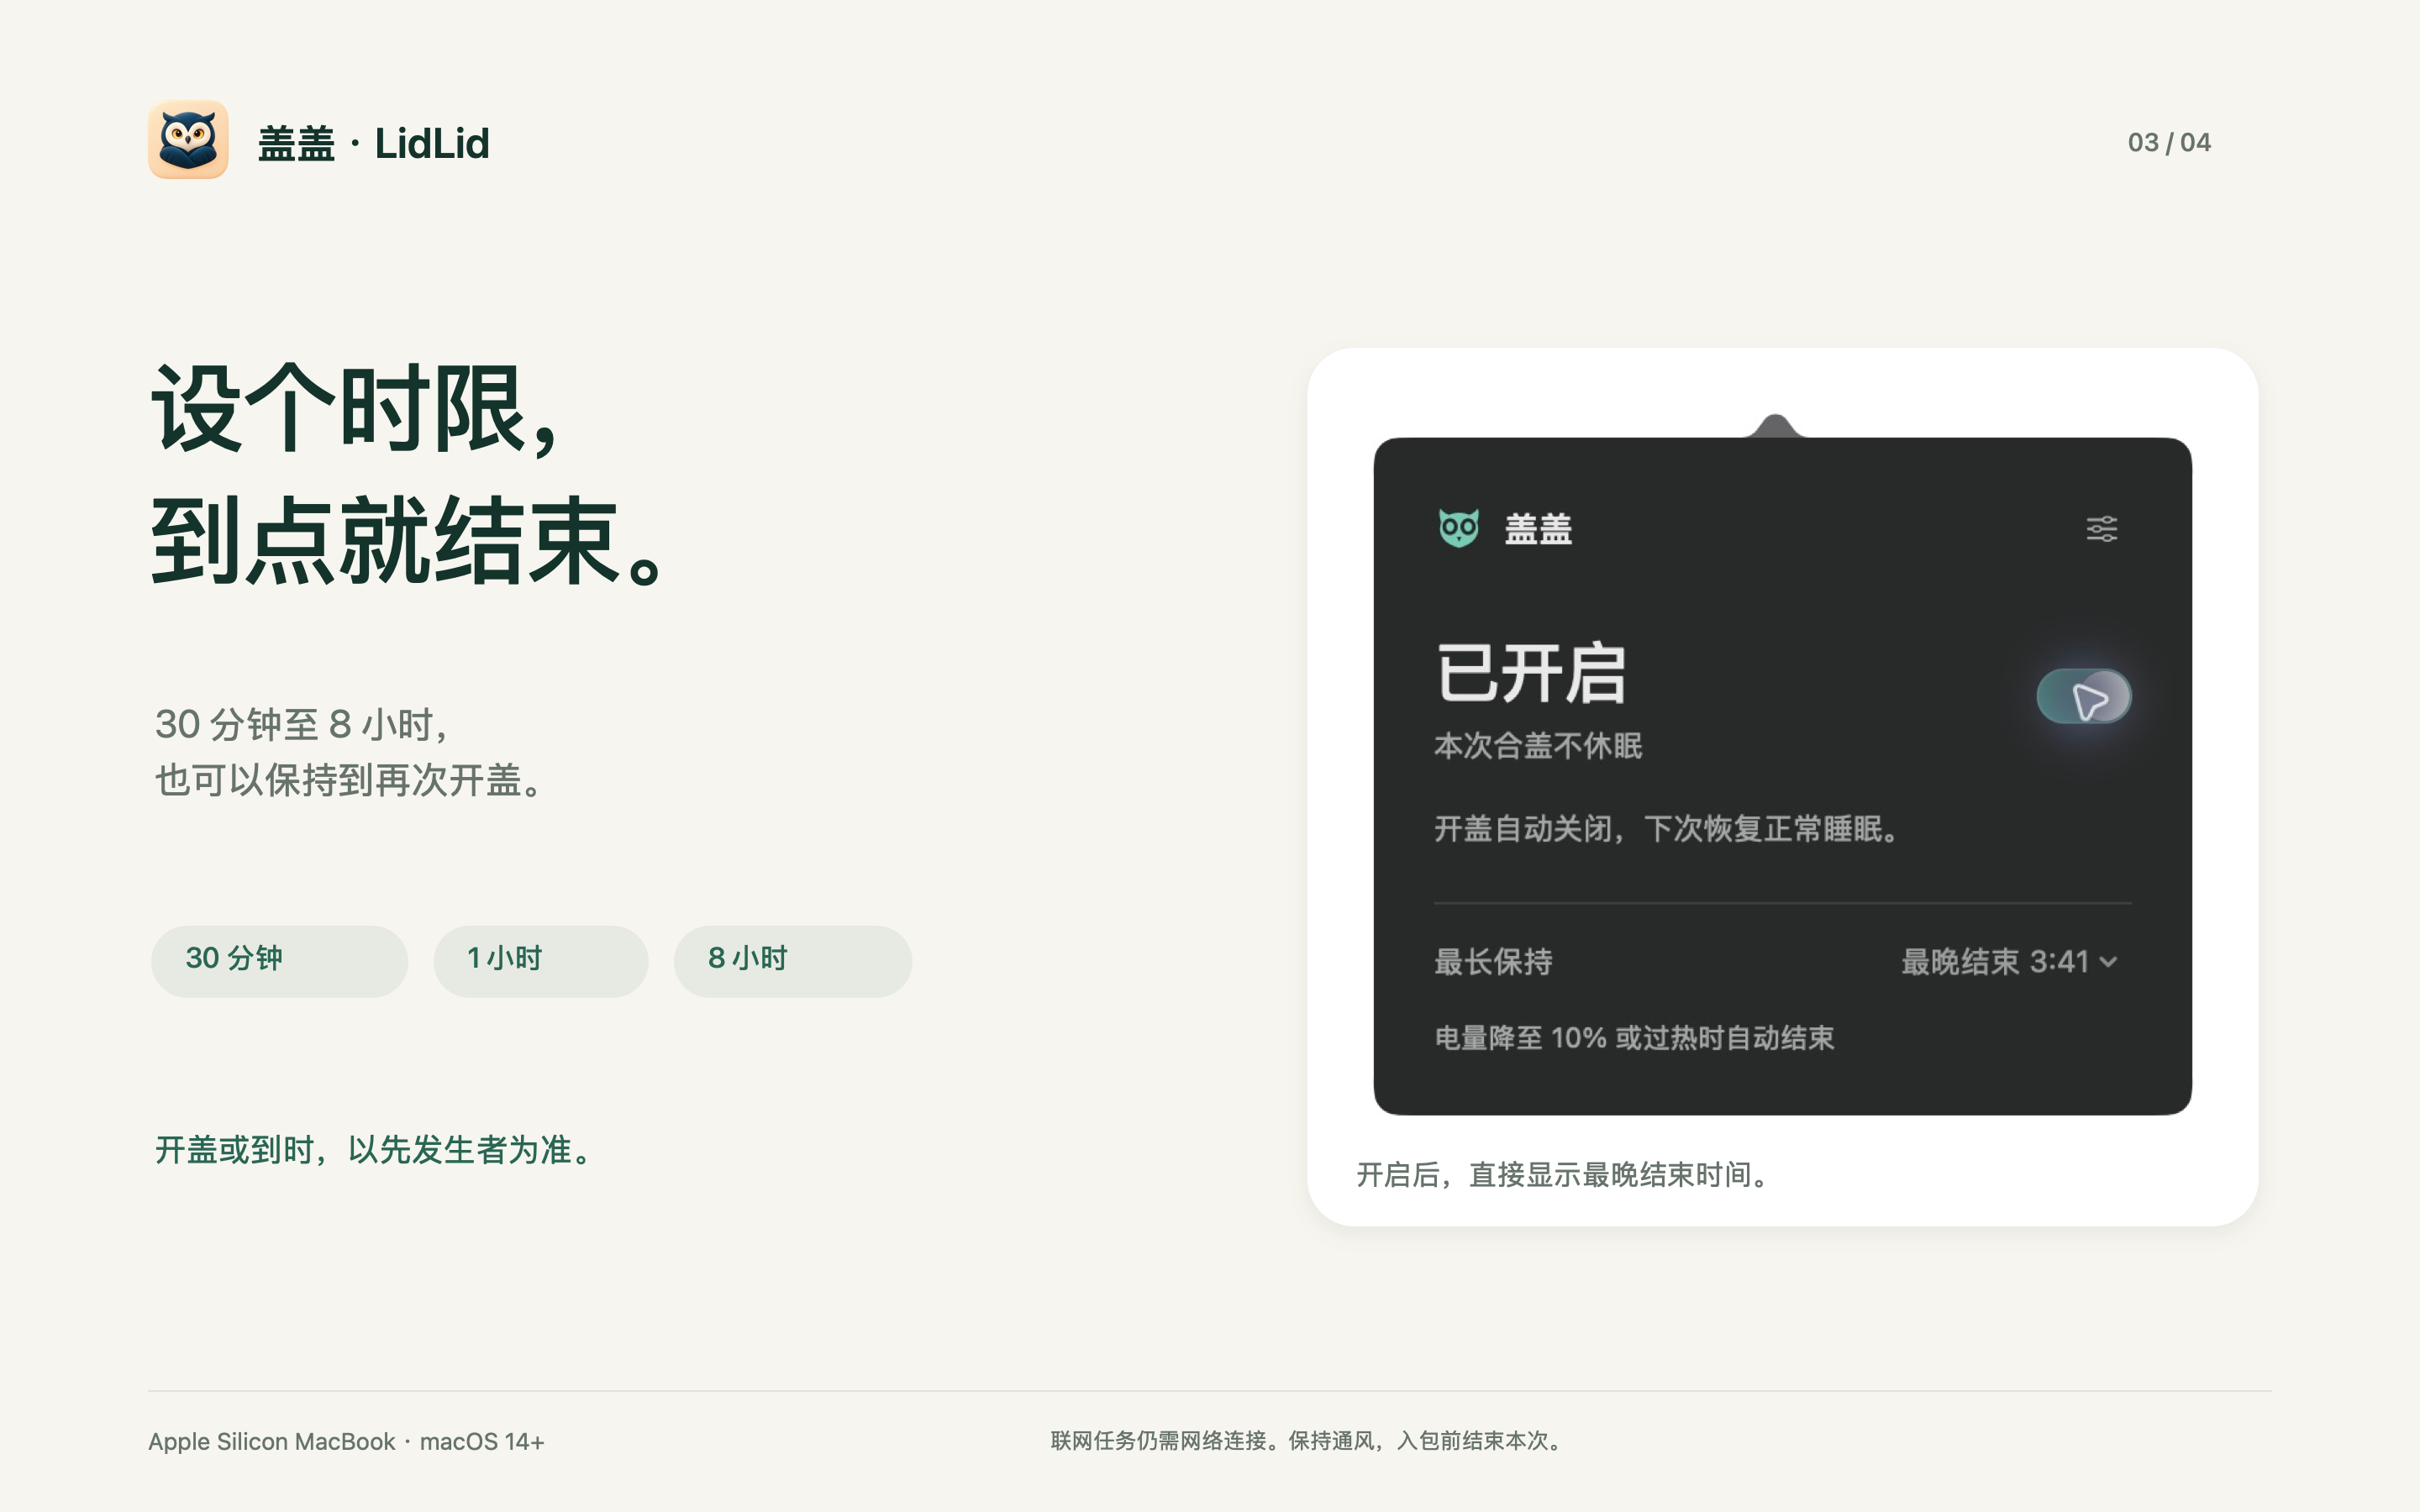 盖盖 · LidLid
03 / 04
设个时限，
到点就结束。
30 分钟至 8 小时，
也可以保持到再次开盖。
30 分钟
1 小时
8 小时
开盖或到时，以先发生者为准。
盖盖
已开启
本次合盖不休眠
开盖自动关闭，下次恢复正常睡眠。
最长保持
最晚结束 3:41
电量降至 10% 或过热时自动结束
开启后，直接显示最晚结束时间。
Apple Silicon MacBook · macOS 14+
联网任务仍需网络连接。保持通风，入包前结束本次。